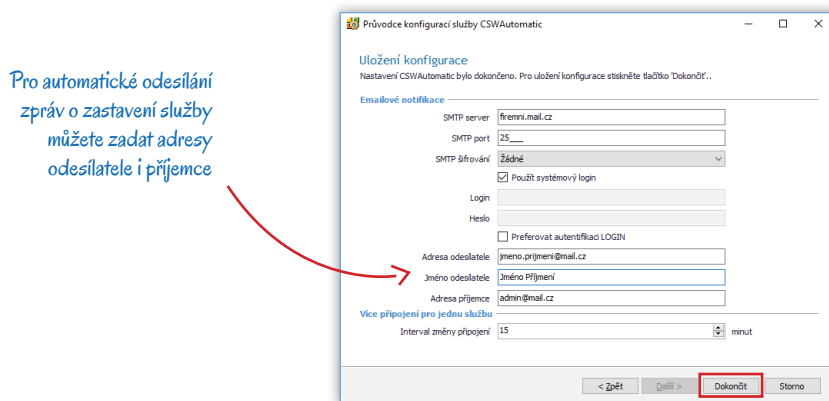 Pro automatické odesílání
zpráv o zastavení služby
můžete zadat adresy
odesílatele i příjemce
Průvodce konfigurací služby CSWAutomatic
Uložení konfigurace
Nastavení CSWAutomatic bylo dokončeno. Pro uložení konfigurace stiskněte tlačítko 'Dokončit'..
Emailové notifikace
SMTP server firemni.mail.cz
SMTP port 25___
SMTP šifrování Žádné
Použít systémový login
Login
Heslo
Preferovat autentifikaci LOGIN
Adresa odesílatele jmeno.prijmeni@mail.cz
Jméno odesílatele Jméno Příjmení
Adresa příjemce admin@mail.cz
Více připojení pro jednu službu
Interval změny připojení 15 minut
< Zpět Další > Dokončit Storno